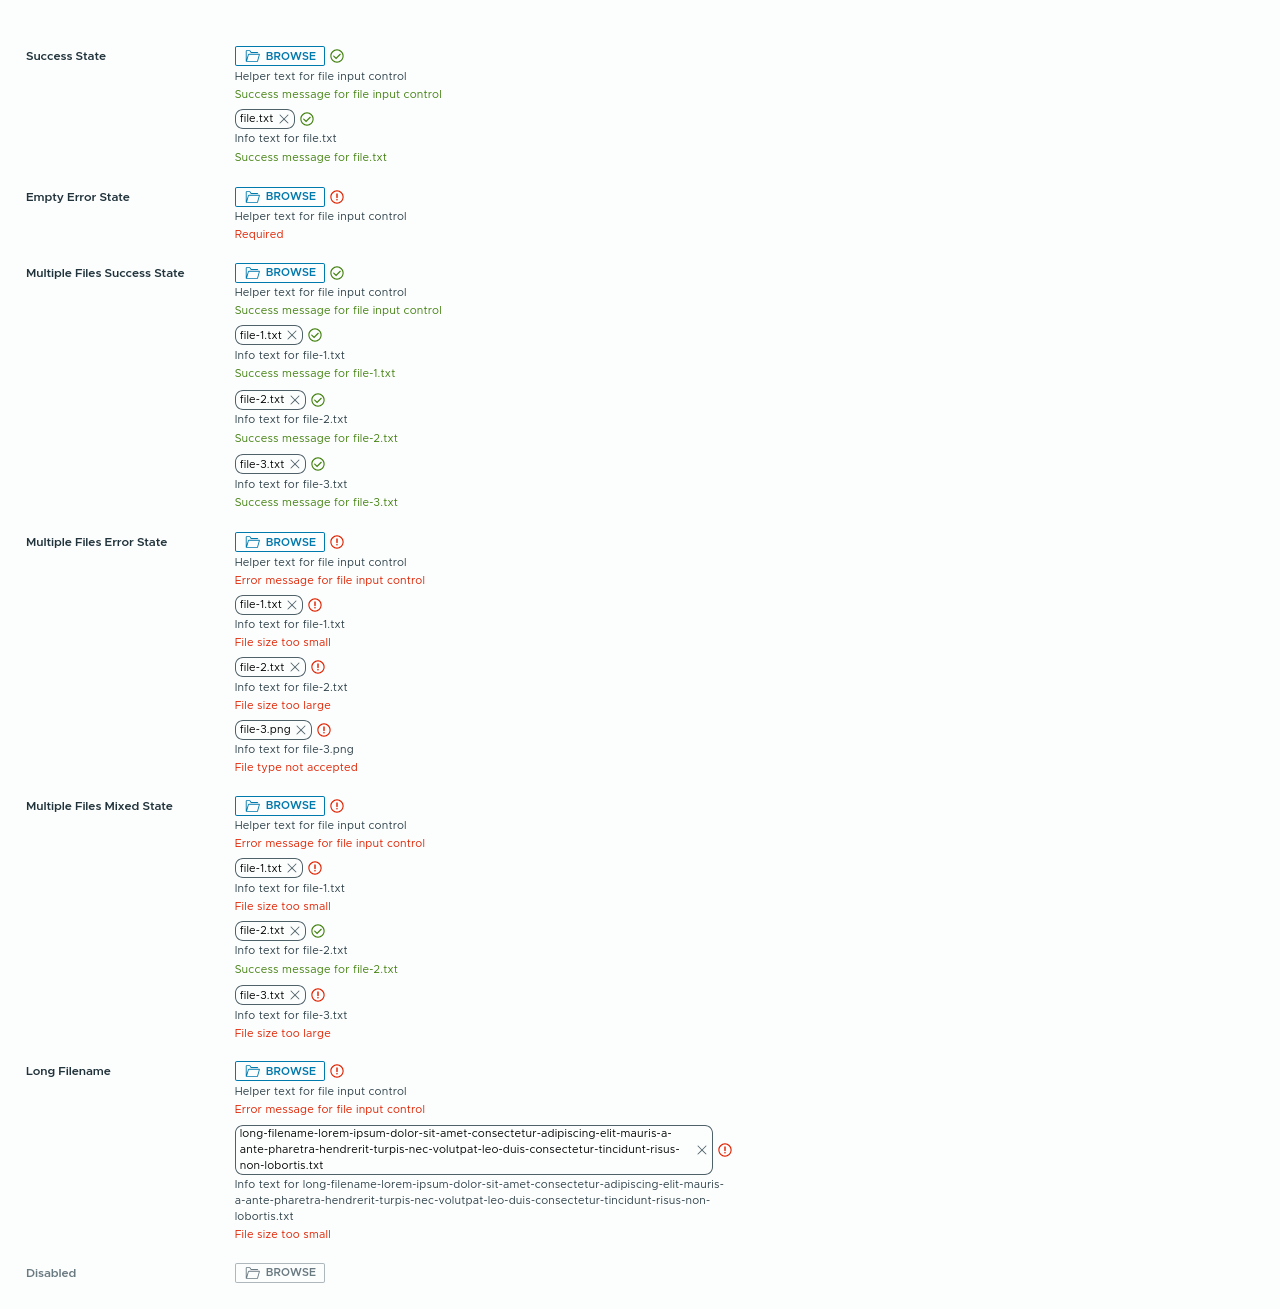 Success State
BROWSE
Helper text for file input control
Success message for file input control
file.txt
Info text for file.txt
Success message for file.txt
Empty Error State
BROWSE
Helper text for file input control
Required
Multiple Files Success State
BROWSE
Helper text for file input control
Success message for file input control
file-1.txt
Info text for file-1.txt
Success message for file-1.txt
file-2.txt
Info text for file-2.txt
Success message for file-2.txt
file-3.txt
Info text for file-3.txt
Success message for file-3.txt
Multiple Files Error State
BROWSE
Helper text for file input control
Error message for file input control
file-1.txt
Info text for file-1.txt
File size too small
file-2.txt
Info text for file-2.txt
File size too large
file-3.png
Info text for file-3.png
File type not accepted
Multiple Files Mixed State
BROWSE
Helper text for file input control
Error message for file input control
file-1.txt
Info text for file-1.txt
File size too small
file-2.txt
Info text for file-2.txt
Success message for file-2.txt
file-3.txt
Info text for file-3.txt
File size too large
Long Filename
BROWSE
Helper text for file input control
Error message for file input control
long-filename-lorem-ipsum-dolor-sit-amet-consectetur-adipiscing-elit-mauris-a-
ante-pharetra-hendrerit-turpis-nec-volutpat-leo-duis-consectetur-tincidunt-risus-
non-lobortis.txt
Info text for long-filename-lorem-ipsum-dolor-sit-amet-consectetur-adipiscing-elit-mauris-
a-ante-pharetra-hendrerit-turpis-nec-volutpat-leo-duis-consectetur-tincidunt-risus-non-
lobortis.txt
File size too small
Disabled
BROWSE